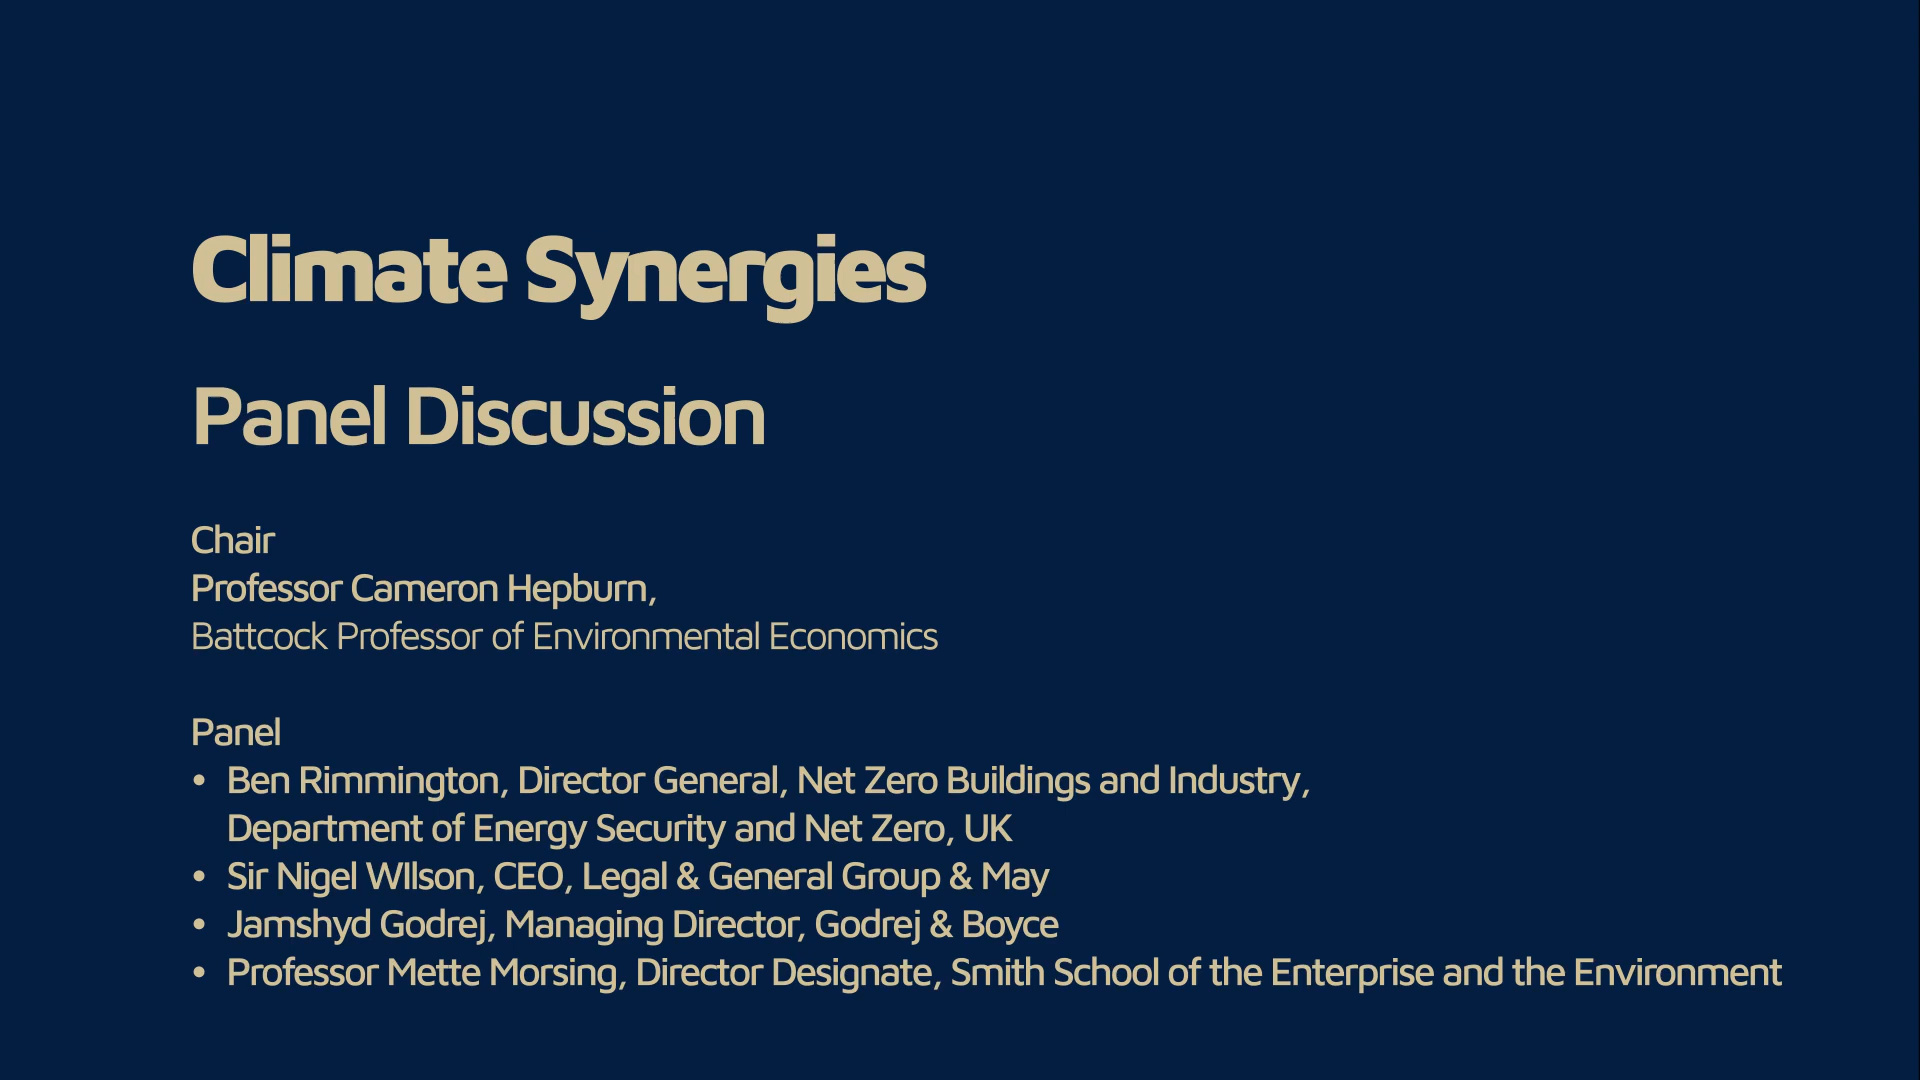 Climate Synergies
Panel Discussion
Chair
Professor Cameron Hepburn,
Battcock Professor of Environmental Economics
Panel
• Ben Rimmington, Director General, Net Zero Buildings and Industry,
Department of Energy Security and Net Zero, UK
• Sir Nigel WIlson, CEO, Legal & General Group & May
• Jamshyd Godrej, Managing Director, Godrej & Boyce
• Professor Mette Morsing, Director Designate, Smith School of the Enterprise and the Environment